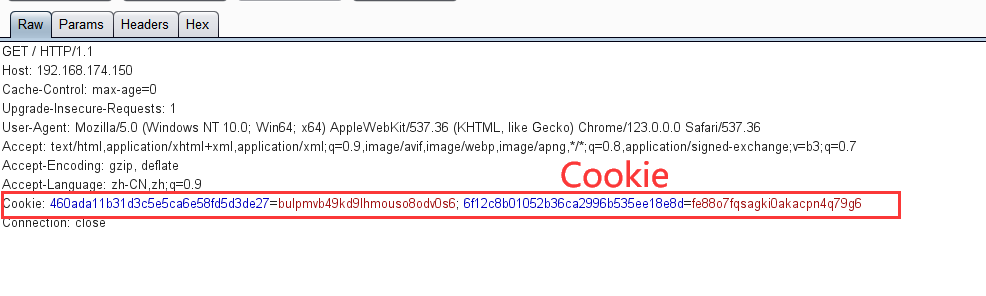 Raw Params Headers Hex
GET / HTTP/1.1
Host: 192.168.174.150
Cache-Control: max-age=0
Upgrade-Insecure-Requests: 1
User-Agent: Mozilla/5.0 (Windows NT 10.0; Win64; x64) AppleWebKit/537.36 (KHTML, like Gecko) Chrome/123.0.0.0 Safari/537.36
Accept: text/html,application/xhtml+xml,application/xml;q=0.9,image/avif,image/webp,image/apng,*/*;q=0.8,application/signed-exchange;v=b3;q=0.7
Accept-Encoding: gzip, deflate
Accept-Language: zh-CN,zh;q=0.9
Cookie
Cookie: 460ada11b31d3c5e5ca6e58fd5d3de27=bulpmvb49kd9lhmouso8odv0s6; 6f12c8b01052b36ca2996b535ee18e8d=fe88o7fqsagki0akacpn4q79g6
Connection: close